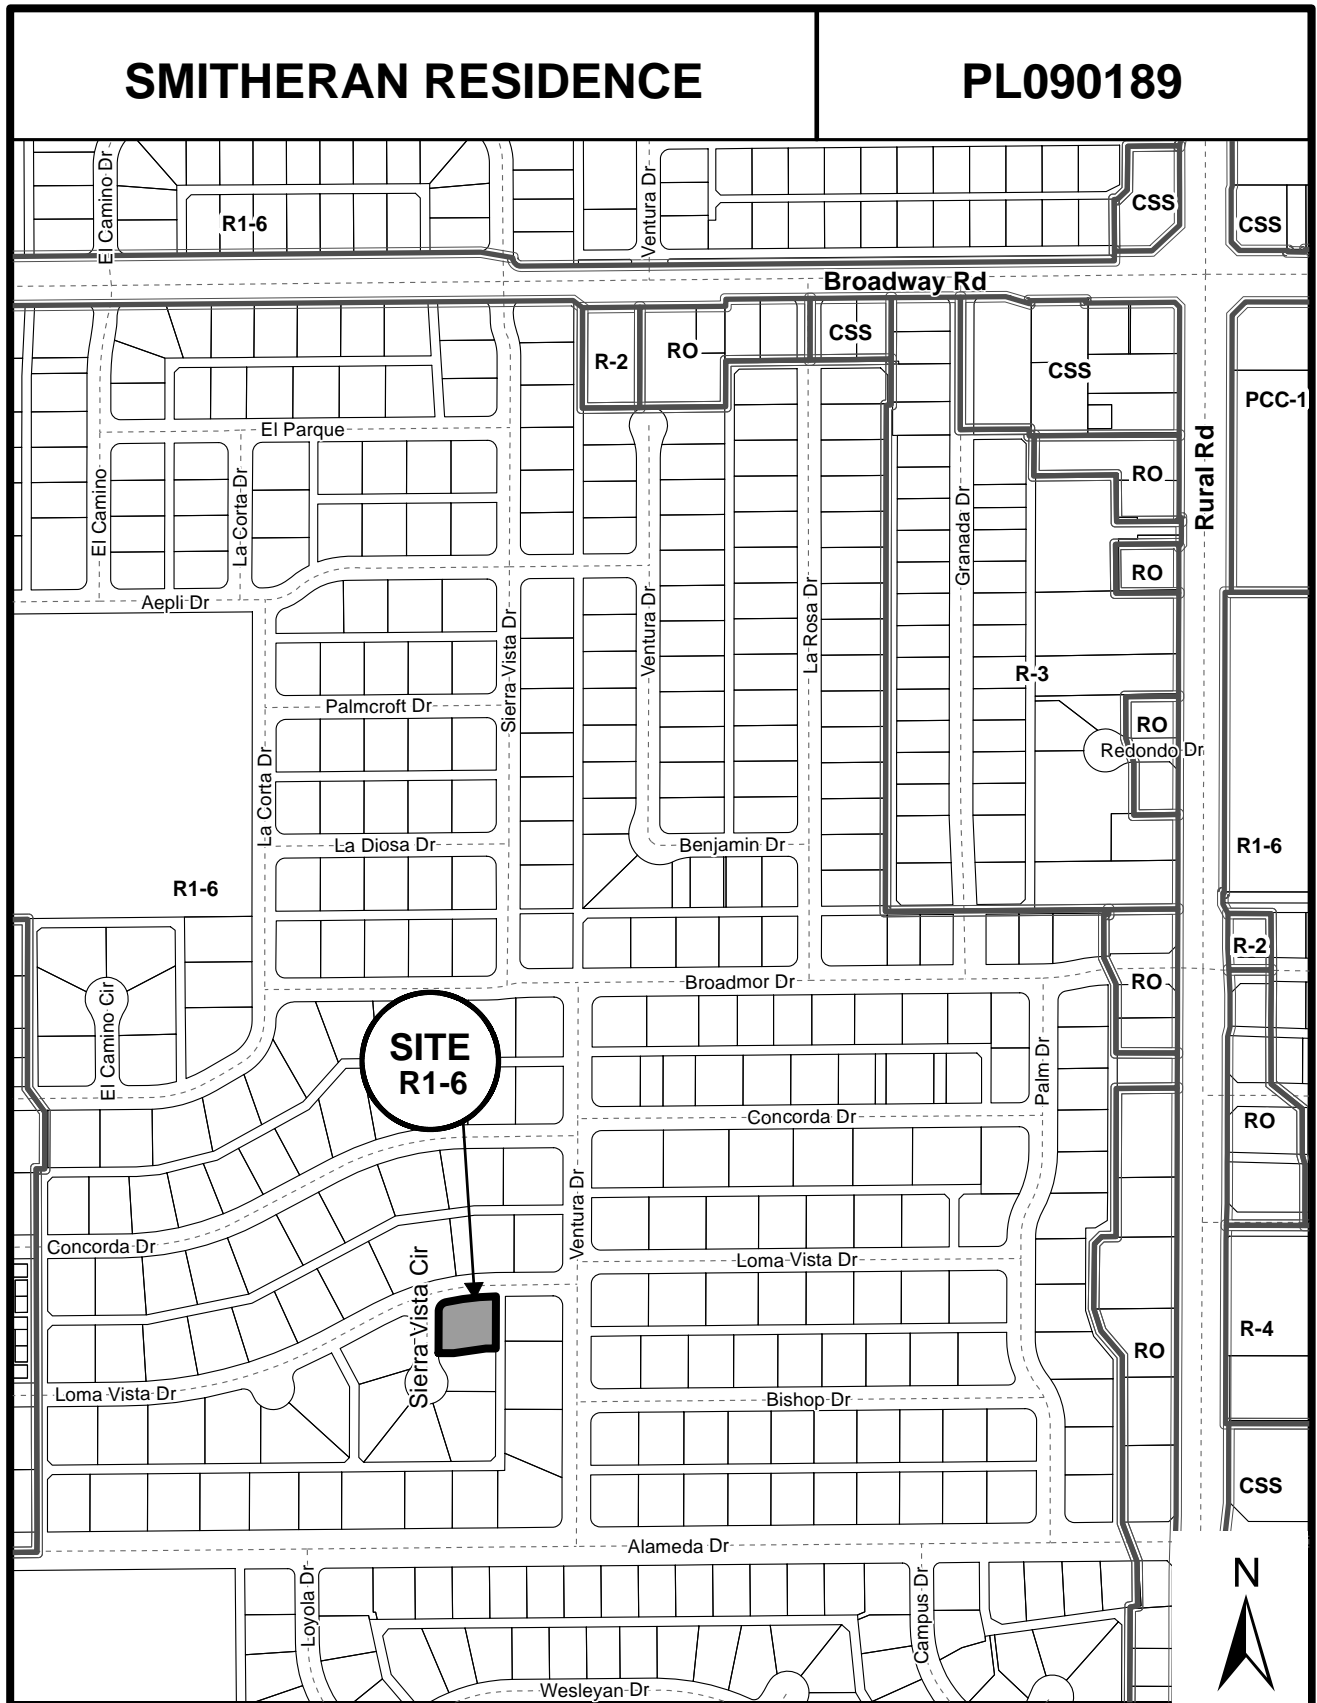 SMITHERAN RESIDENCE
PL090189
El Camino Dr
R1-6
Ventura Dr
CSS
CSS
Broadway Rd
R-2
RO
CSS
CSS
PCC-1
El Parque
El Camino
La Corta Dr
Granada Dr
RO
Rural Rd
RO
Aepli Dr
Sierra Vista Dr
Ventura Dr
La Rosa Dr
R-3
Palmcroft Dr
RO
Redondo Dr
La Corta Dr
La Diosa Dr
Benjamin Dr
R1-6
R1-6
R-2
El Camino Cir
Broadmor Dr
RO
SITE
R1-6
Palm Dr
Concorda Dr
RO
Ventura Dr
Concorda Dr
Loma Vista Dr
Sierra Vista Cir
R-4
RO
Loma Vista Dr
Bishop Dr
CSS
Alameda Dr
Loyola Dr
Campus Dr
N
Wesleyan Dr